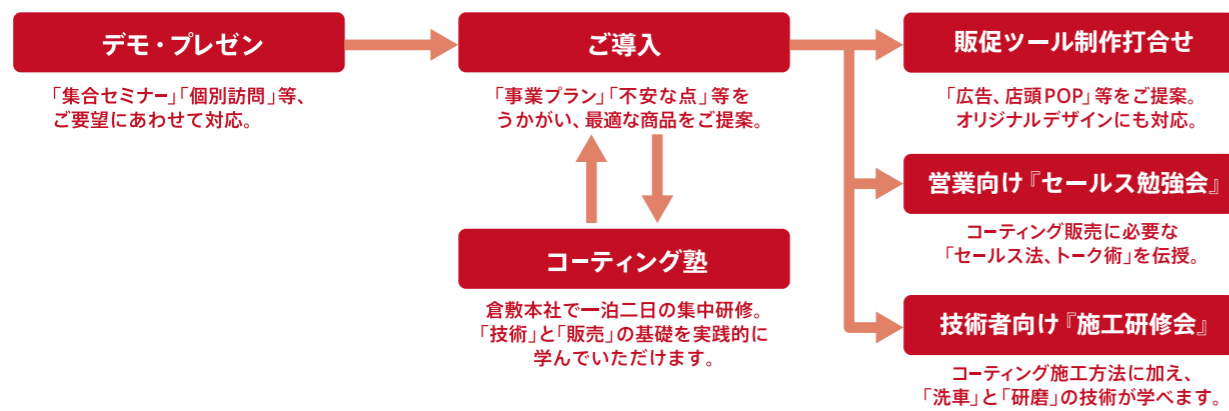 デモ・プレゼン
「集合セミナー」「個別訪問」等、
ご要望にあわせて対応。
ご導入
「事業プラン」「不安な点」等を
うかがい、最適な商品をご提案。
コーティング塾
倉敷本社で一泊二日の集中研修。
「技術」と「販売」の基礎を実践的に
学んでいただけます。
販促ツール制作打合せ
「広告、店頭POP」等をご提案。
オリジナルデザインにも対応。
営業向け『セールス勉強会』
コーティング販売に必要な
「セールス法、トーク術」を伝授。
技術者向け『施工研修会』
コーティング施工方法に加え、
「洗車」と「研磨」の技術が学べます。